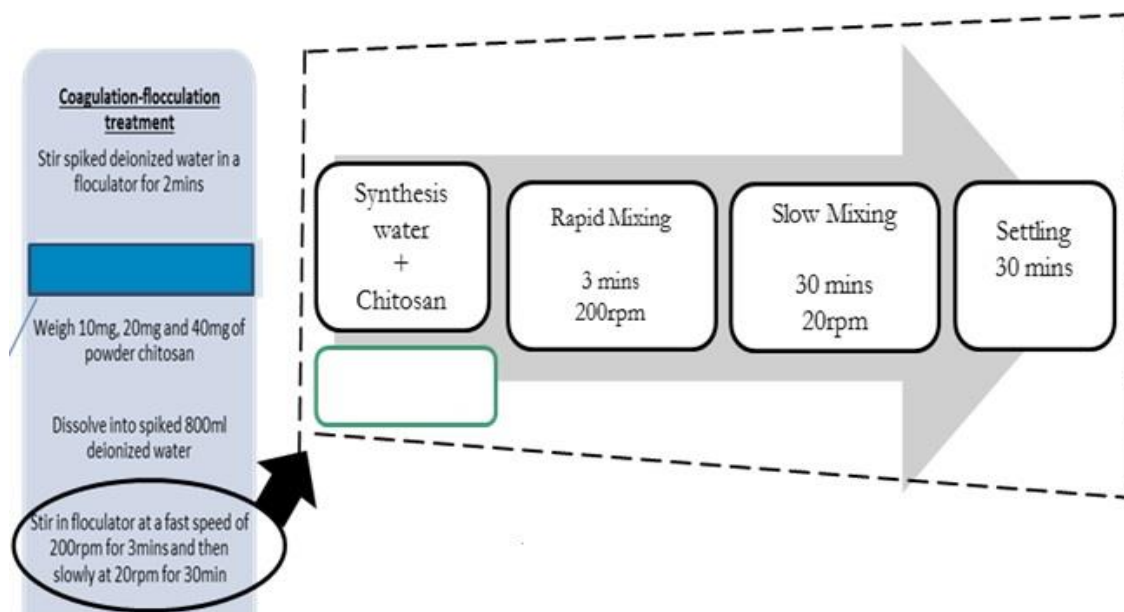 Coagulation-flocculation
treatment
Stir spiked deionized water in a
floculator for 2mins
Weigh 10mg, 20mg and 40mg of
powder chitosan
Dissolve into spiked 800ml
deionized water
Stir in floculator at a fast speed of
200rpm for 3mins and then
slowly at 20rpm for 30min
Synthesis
water
+
Chitosan
Rapid Mixing
3 mins
200rpm
Slow Mixing
30 mins
20rpm
Settling
30 mins